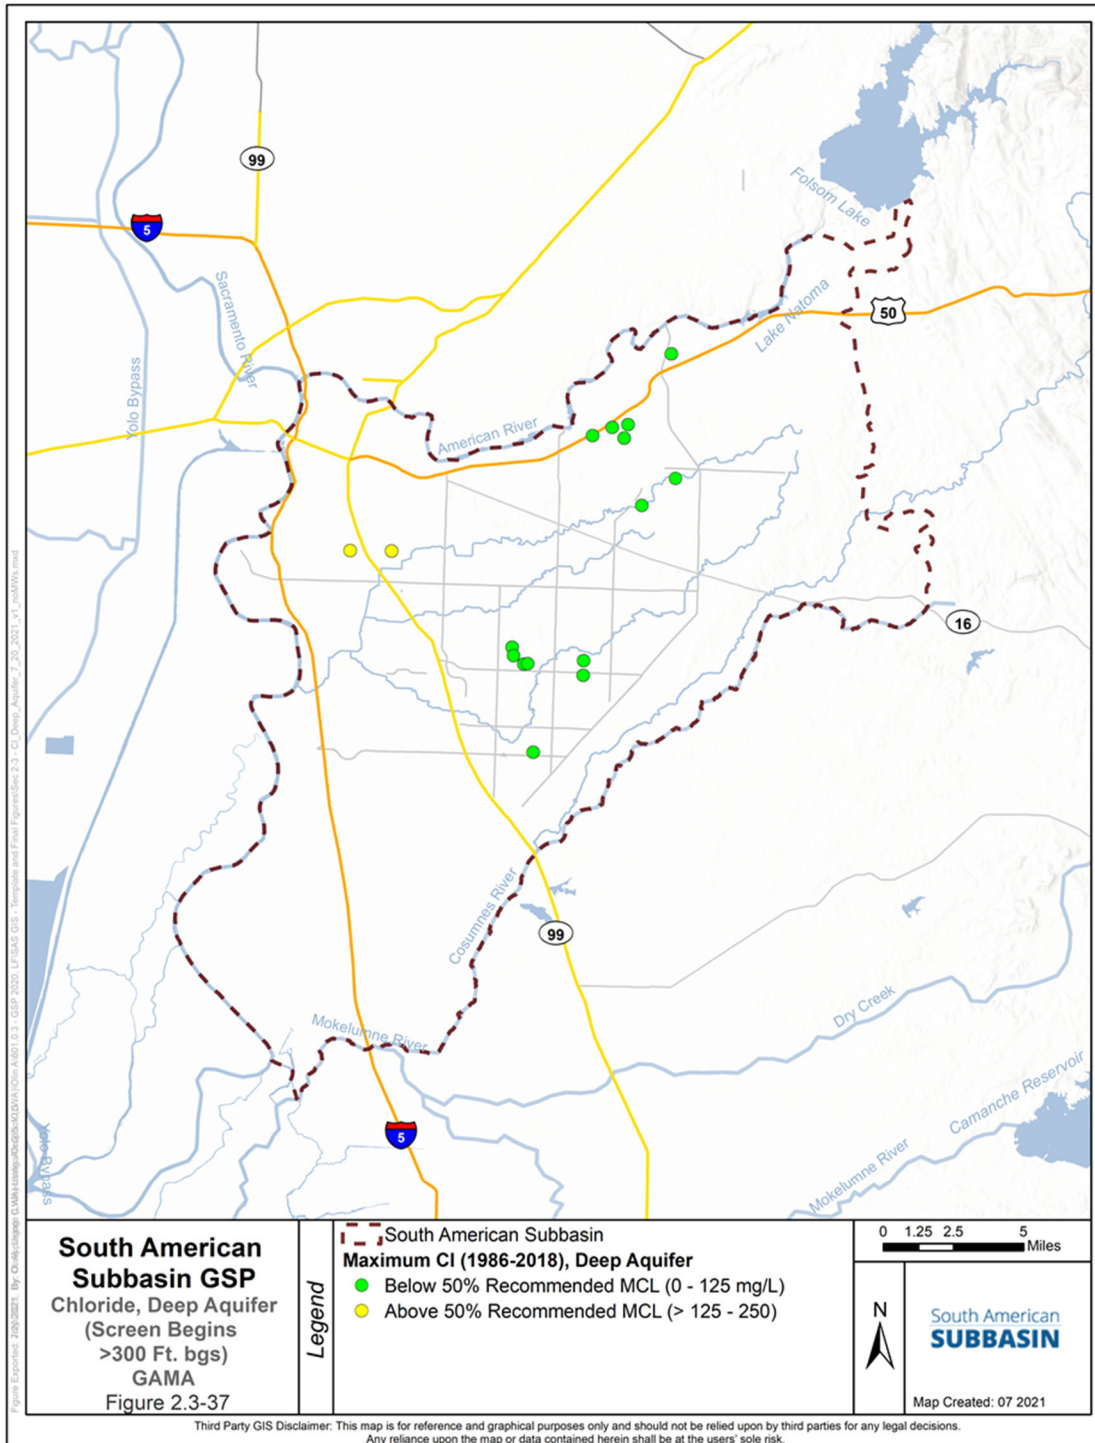 99
5
Folsom Lake
Sacramento River
50
Lake Natoma
Yolo Bypass
American River
16
Cosumnes River
99
Mokelumne River
Dry Creek
Camanche Reservoir
5
Mokelumne River
Yolo Bypass
South American
Subbasin GSP
Chloride, Deep Aquifer
(Screen Begins
>300 Ft. bgs)
GAMA
Figure 2.3-37
Legend
South American Subbasin
Maximum Cl (1986-2018), Deep Aquifer
Below 50% Recommended MCL (0 - 125 mg/L)
Above 50% Recommended MCL (> 125 - 250)
0 1.25 2.5 5
Miles
N
South American
SUBBASIN
Map Created: 07 2021
Third Party GIS Disclaimer: This map is for reference and graphical purposes only and should not be relied upon by third parties for any legal decisions.
Any reliance upon the map or data contained herein shall be at the users' sole risk.